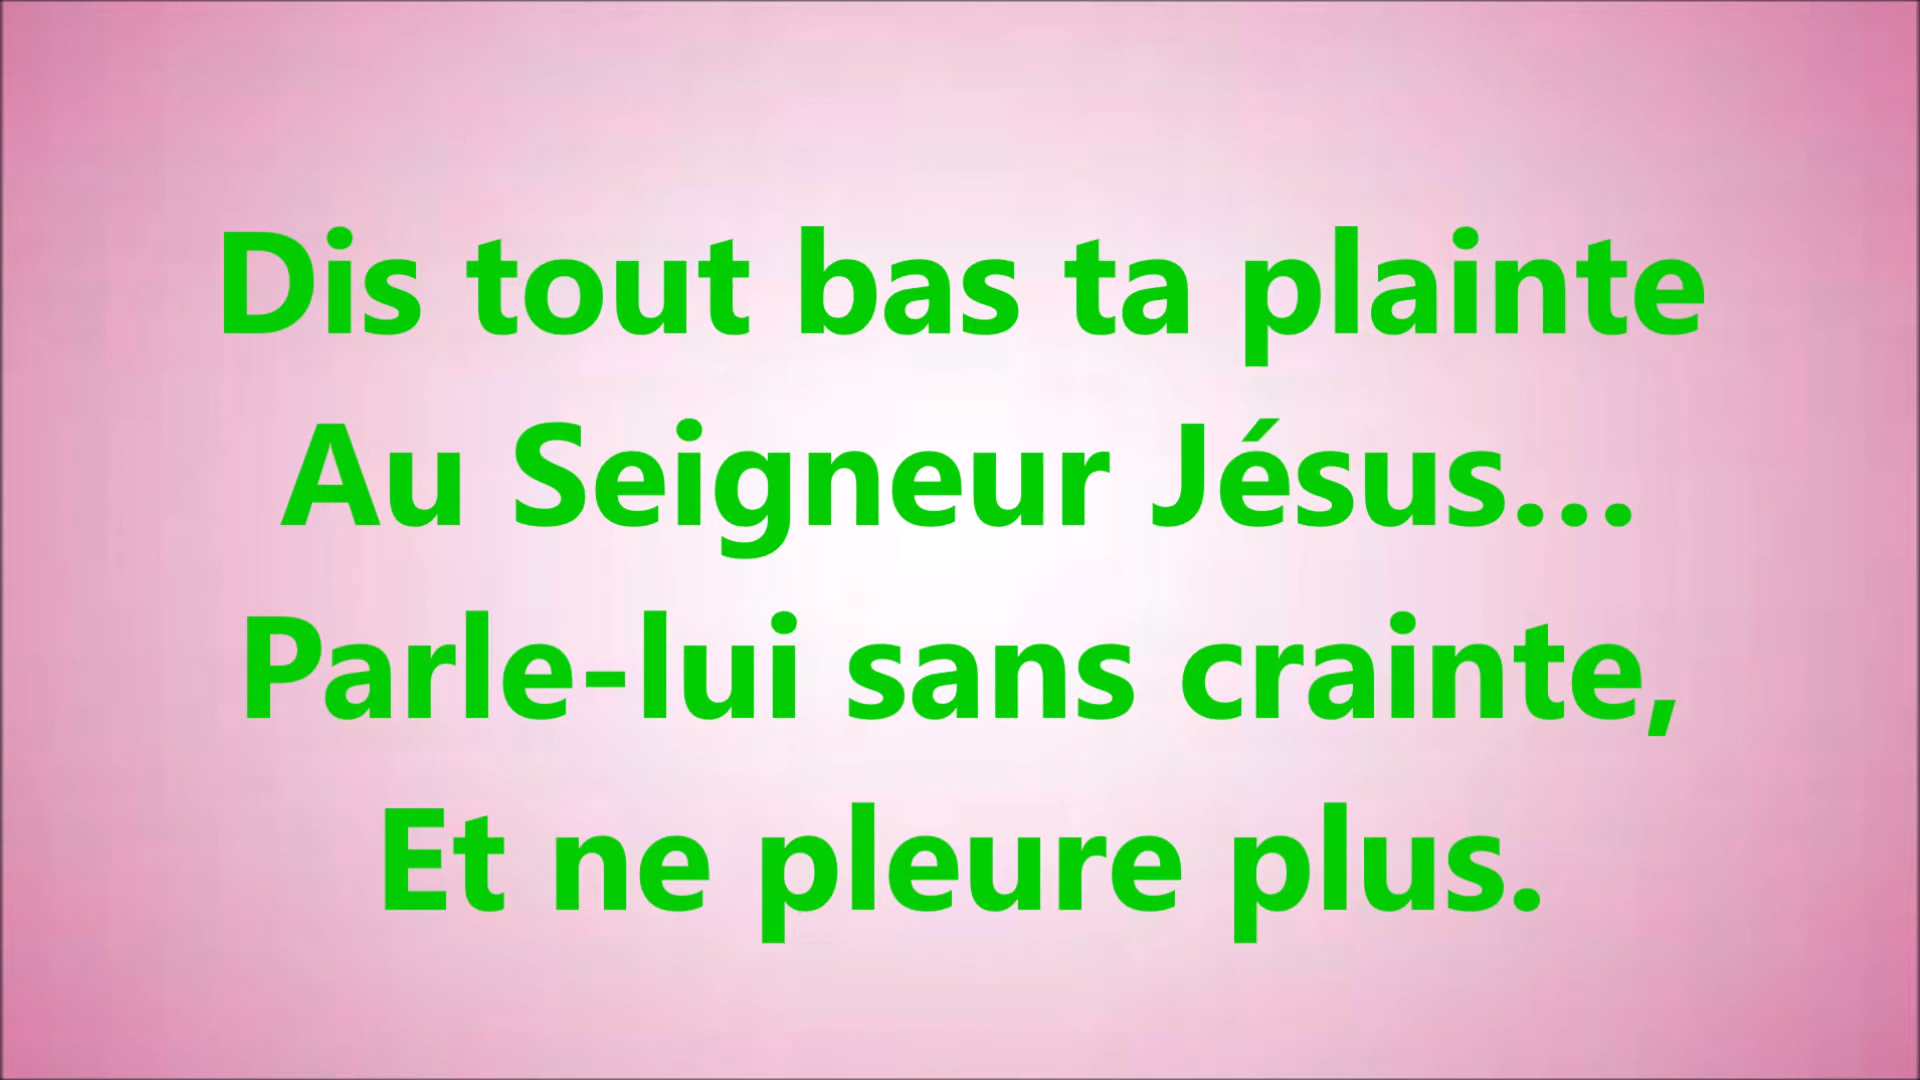 Dis tout bas ta plainte
Au Seigneur Jésus...
Parle-lui sans crainte,
Et ne pleure plus.